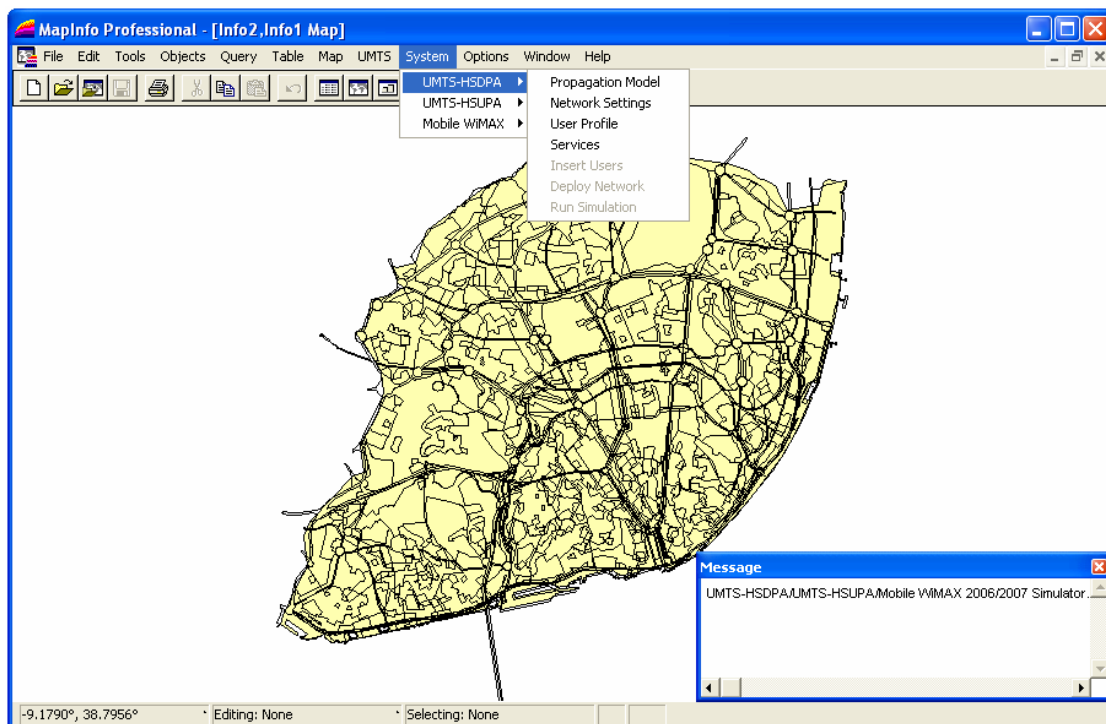 MapInfo Professional - [Info2,Info1 Map]
File Edit Tools Objects Query Table Map UMTS System Options Window Help
UMTS-HSDPA
UMTS-HSUPA
Mobile WiMAX
Propagation Model
Network Settings
User Profile
Services
Insert Users
Deploy Network
Run Simulation
Message
UMTS-HSDPA/UMTS-HSUPA/Mobile WiMAX 2006/2007 Simulator
-9.1790°, 38.7956° Editing: None Selecting: None